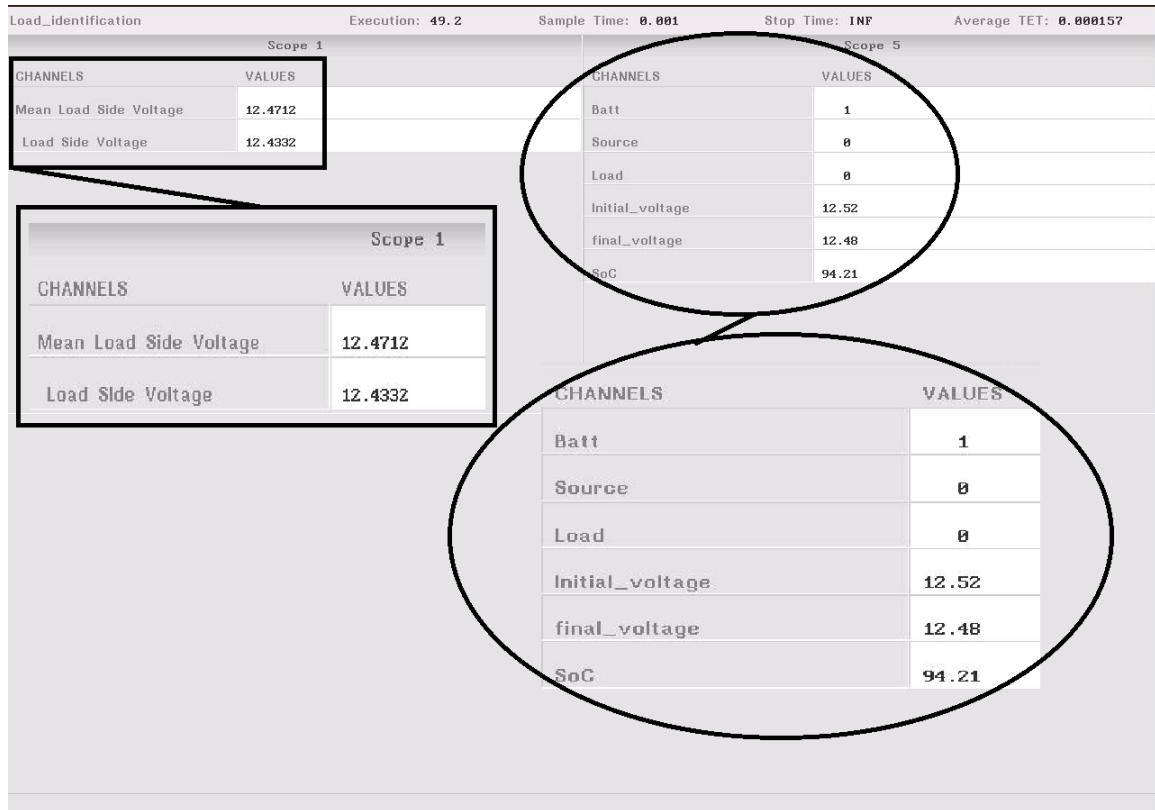 Load_identification Execution: 49.2 Sample Time: 0.001 Stop Time: INF Average TET: 0.000157
Scope 1
CHANNELS VALUES
Mean Load Side Voltage 12.4712
Load Side Voltage 12.4332
Scope 5
CHANNELS VALUES
Batt 1
Source 0
Load 0
Initial_voltage 12.52
final_voltage 12.48
SoC 94.21
Scope 1
CHANNELS VALUES
Mean Load Side Voltage 12.4712
Load SIde Voltage 12.4332
CHANNELS VALUES
Batt 1
Source 0
Load 0
Initial_voltage 12.52
final_voltage 12.48
SoC 94.21